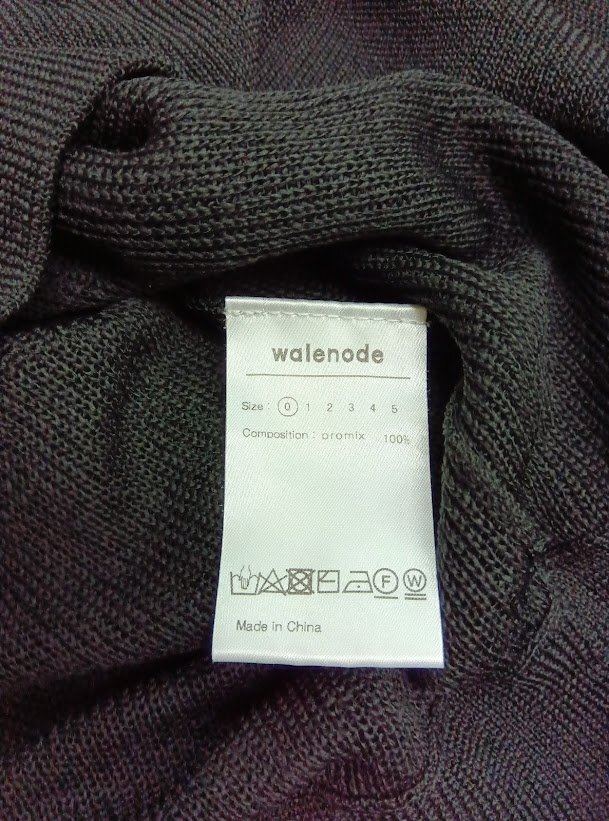 walenode
Size : 0 1 2 3 4 5
Composition : promix 100%
F W
Made in China